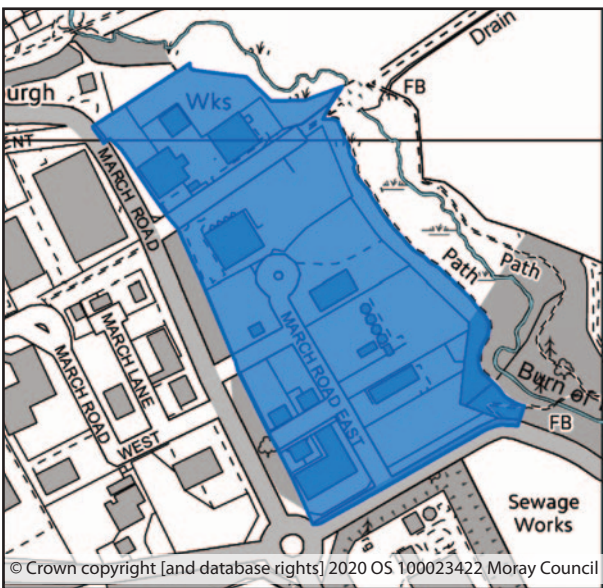 Drain
FB
urgh
Wks
ENT
MARCH ROAD
Path
Path
MARCH LANE
MARCH ROAD
MARCH ROAD EAST
Burn of
WEST
FB
Sewage
Works
rg
© Crown copyright [and database rights] 2020 OS 100023422 Moray Council